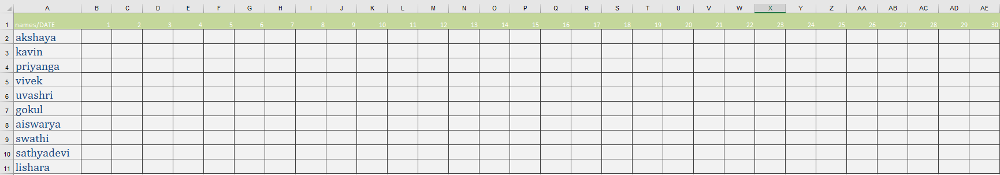 A B C D E F G H I J K L M N O P Q R S T U V W X Y Z AA AB AC AD AE
1 names/DATE 1 2 3 4 5 6 7 8 9 10 11 12 13 14 15 16 17 18 19 20 21 22 23 24 25 26 27 28 29 30
2 akshaya
3 kavin
4 priyanga
5 vivek
6 uvashri
7 gokul
8 aiswarya
9 swathi
10 sathyadevi
11 lishara